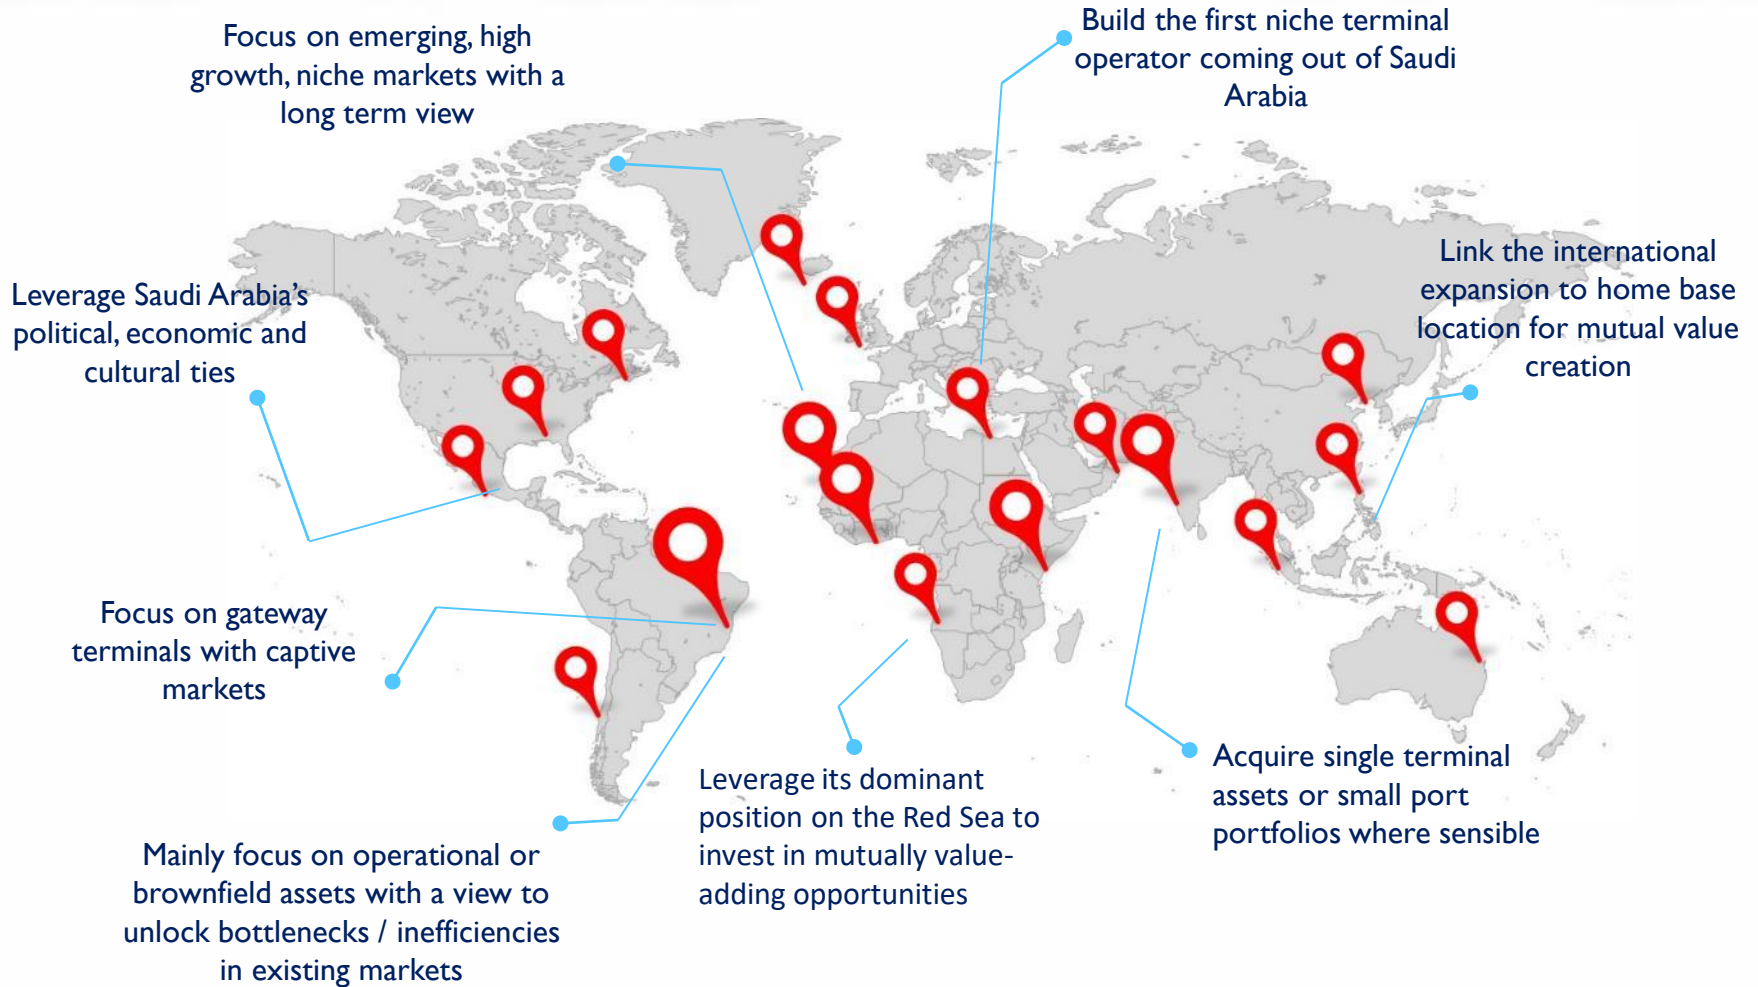 Focus on emerging, high
growth, niche markets with a
long term view
Build the first niche terminal
operator coming out of Saudi
Arabia
Leverage Saudi Arabia’s
political, economic and
cultural ties
Link the international
expansion to home base
location for mutual value
creation
Focus on gateway
terminals with captive
markets
Mainly focus on operational or
brownfield assets with a view to
unlock bottlenecks / inefficiencies
in existing markets
Leverage its dominant
position on the Red Sea to
invest in mutually value-
adding opportunities
Acquire single terminal
assets or small port
portfolios where sensible